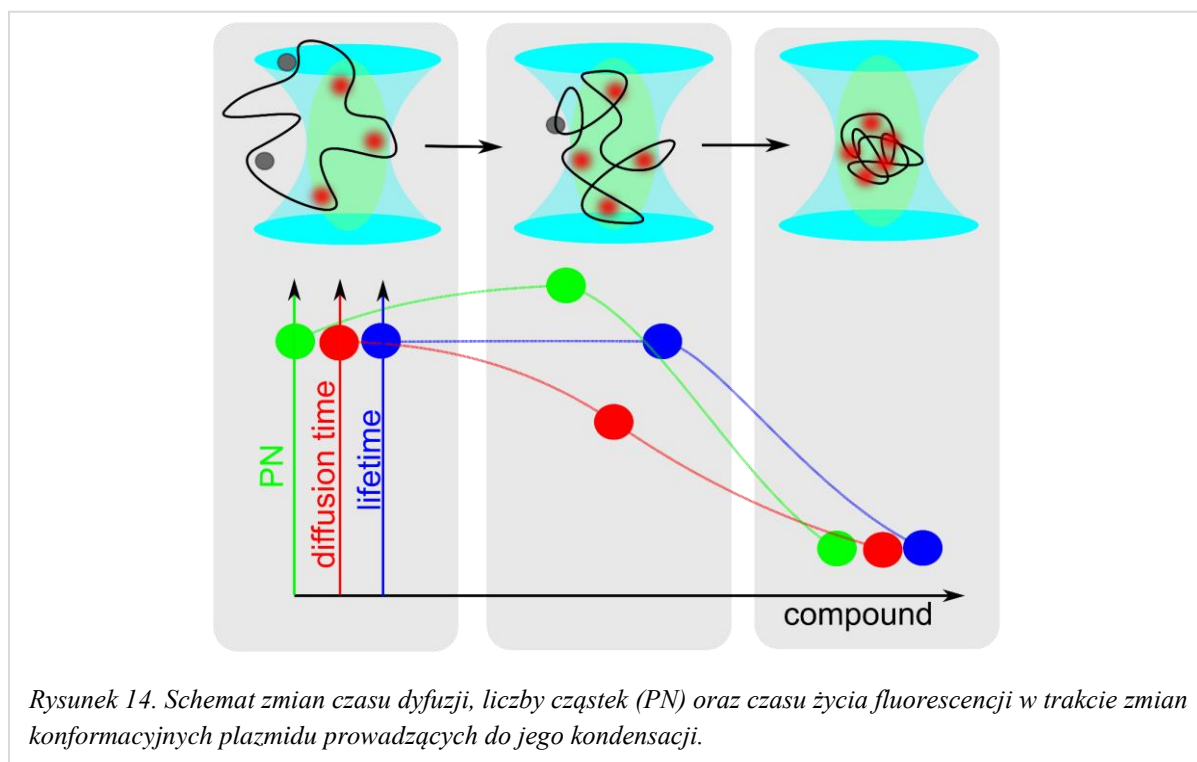 PN
diffusion time
lifetime
compound
Rysunek 14. Schemat zmian czasu dyfuzji, liczby cząstek (PN) oraz czasu życia fluorescencji w trakcie zmian
konformacyjnych plazmidu prowadzących do jego kondensacji.